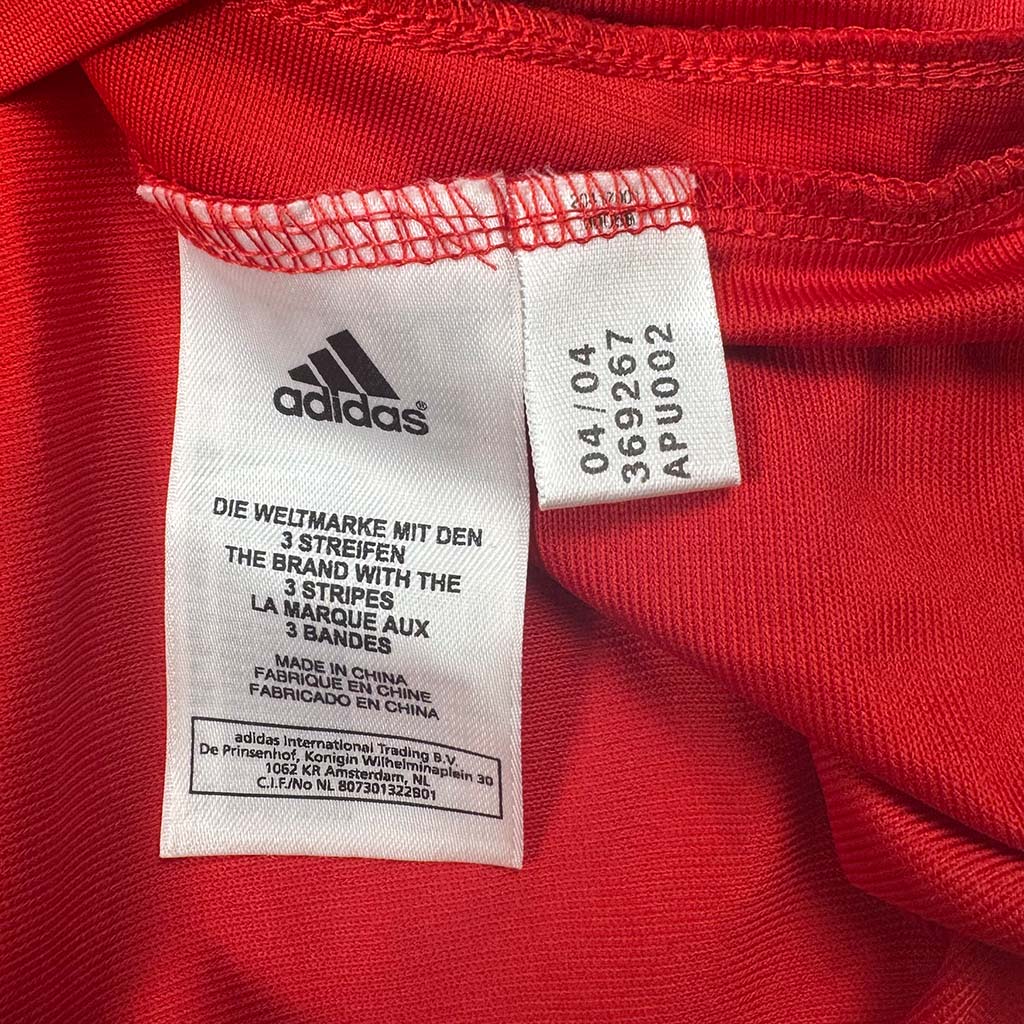 adidas®
DIE WELTMARKE MIT DEN
3 STREIFEN
THE BRAND WITH THE
3 STRIPES
LA MARQUE AUX
3 BANDES
MADE IN CHINA
FABRIQUE EN CHINE
FABRICADO EN CHINA
adidas International Trading B.V.
De Prinsenhof, Konigin Wilhelminaplein 30
1062 KR Amsterdam, NL
C.I.F./No NL 807301322B01
04/04
369267
APU002